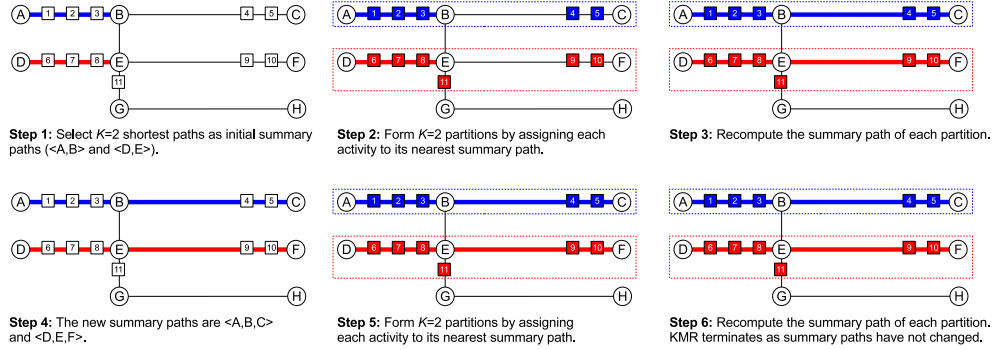 A 1 2 3 B 4 5 C
D 6 7 8 E 9 10 F
11
G H
Step 1: Select K=2 shortest paths as initial summary
paths (<A,B> and <D,E>).
A 1 2 3 B 4 5 C
D 6 7 8 E 9 10 F
11
G H
Step 2: Form K=2 partitions by assigning each
activity to its nearest summary path.
A 1 2 3 B 4 5 C
D 6 7 8 E 9 10 F
11
G H
Step 3: Recompute the summary path of each partition.
A 1 2 3 B 4 5 C
D 6 7 8 E 9 10 F
11
G H
Step 4: The new summary paths are <A,B,C>
and <D,E,F>.
A 1 2 3 B 4 5 C
D 6 7 8 E 9 10 F
11
G H
Step 5: Form K=2 partitions by assigning
each activity to its nearest summary path.
A 1 2 3 B 4 5 C
D 6 7 8 E 9 10 F
11
G H
Step 6: Recompute the summary path of each partition.
KMR terminates as summary paths have not changed.